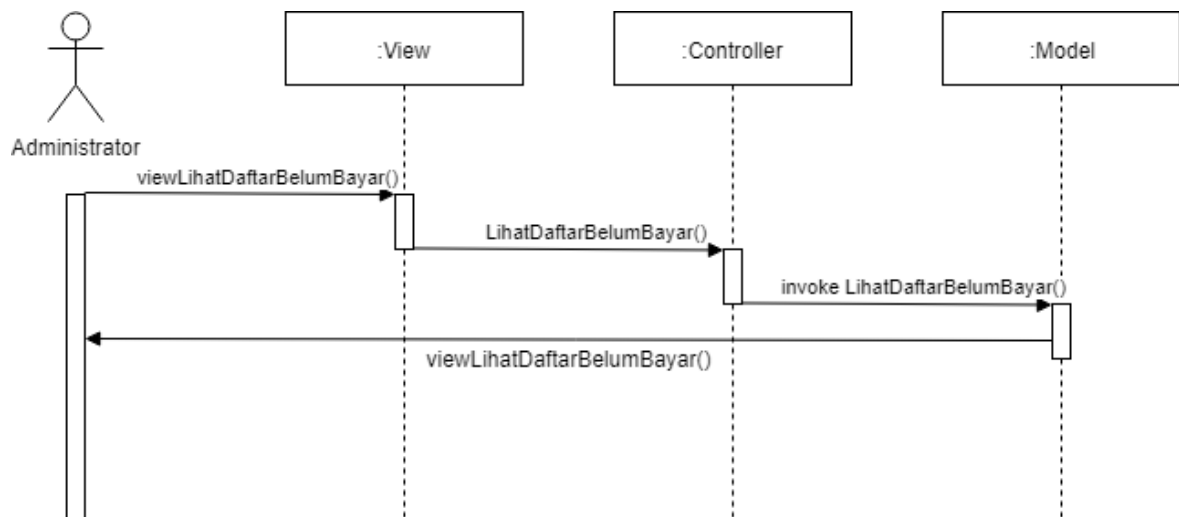 :View
:Controller
:Model
Administrator
viewLihatDaftarBelumBayar()
LihatDaftarBelumBayar()
invoke LihatDaftarBelumBayar()
viewLihatDaftarBelumBayar()